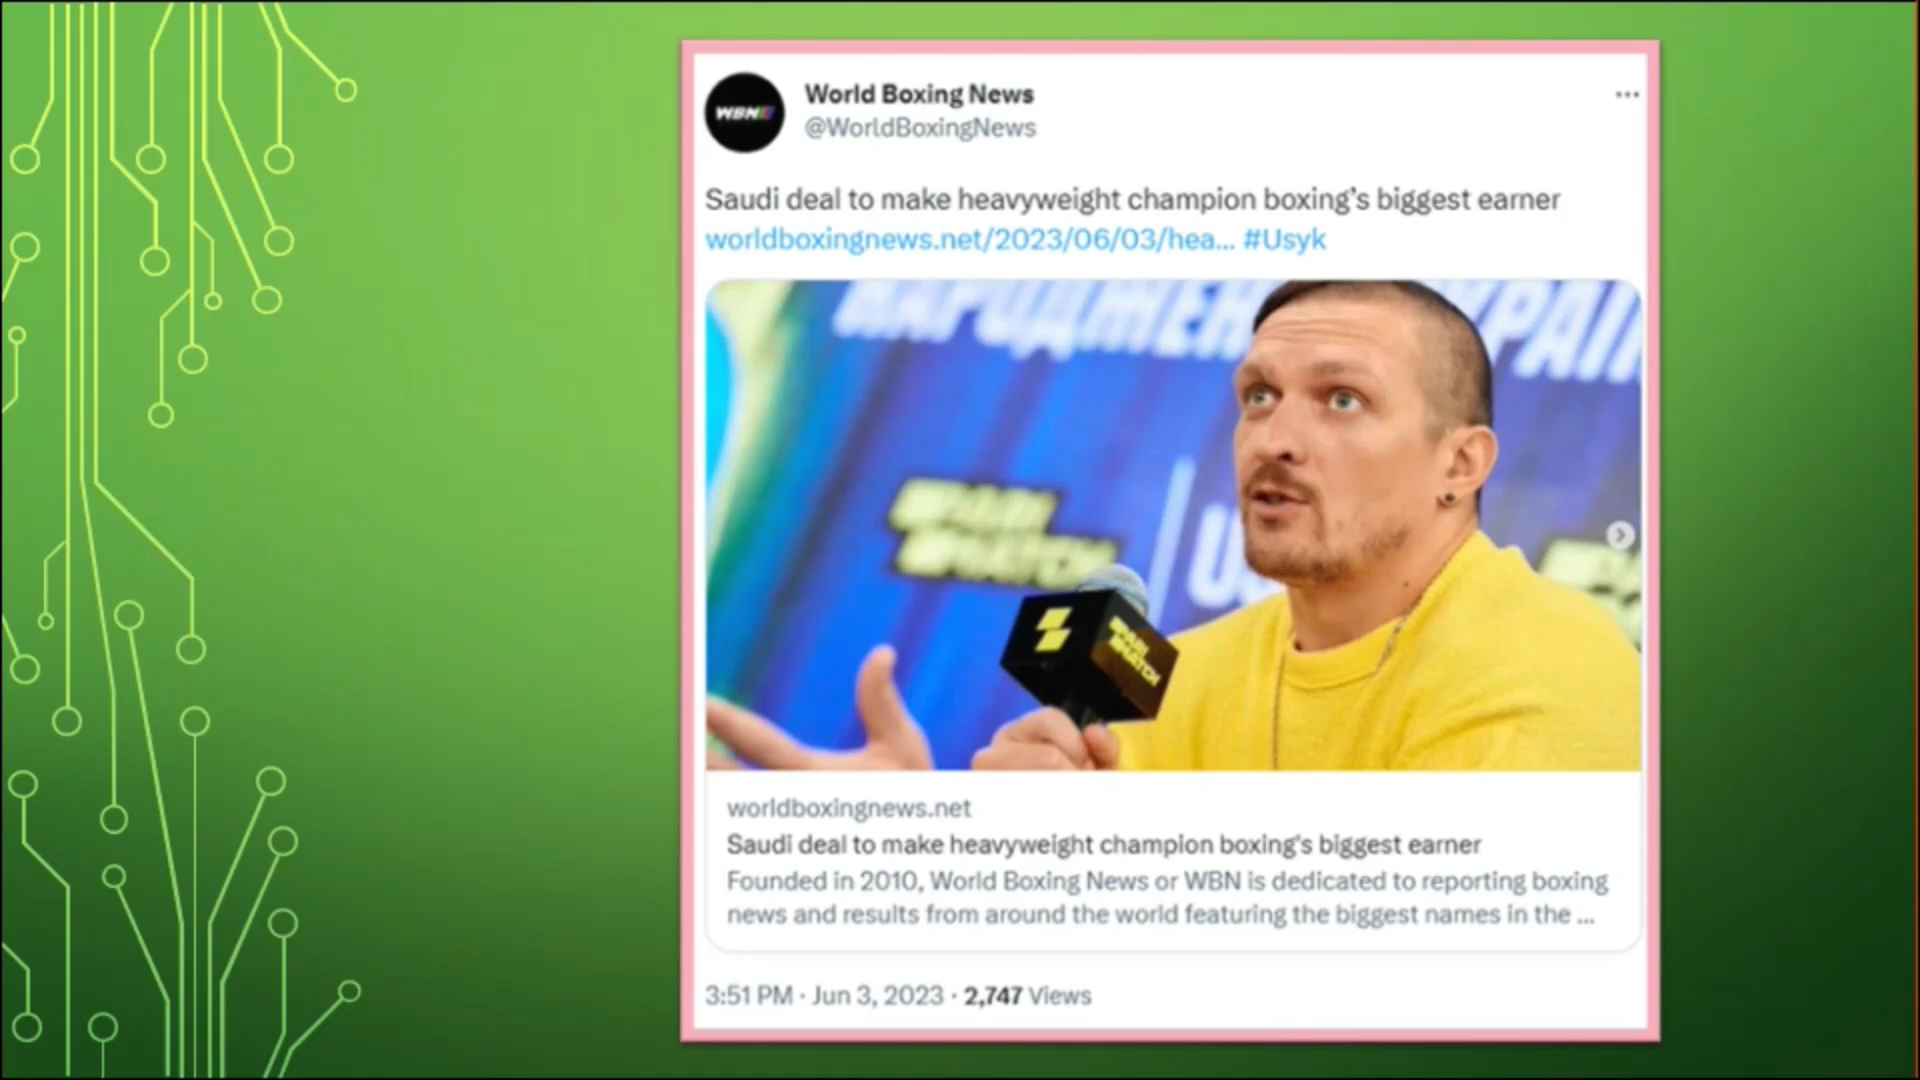 World Boxing News
@WorldBoxingNews
...
WBN
Saudi deal to make heavyweight champion boxing's biggest earner
worldboxingnews.net/2023/06/03/hea... #Usyk
worldboxingnews.net
Saudi deal to make heavyweight champion boxing's biggest earner
Founded in 2010, World Boxing News or WBN is dedicated to reporting boxing
news and results from around the world featuring the biggest names in the ...
3:51 PM · Jun 3, 2023 · 2,747 Views